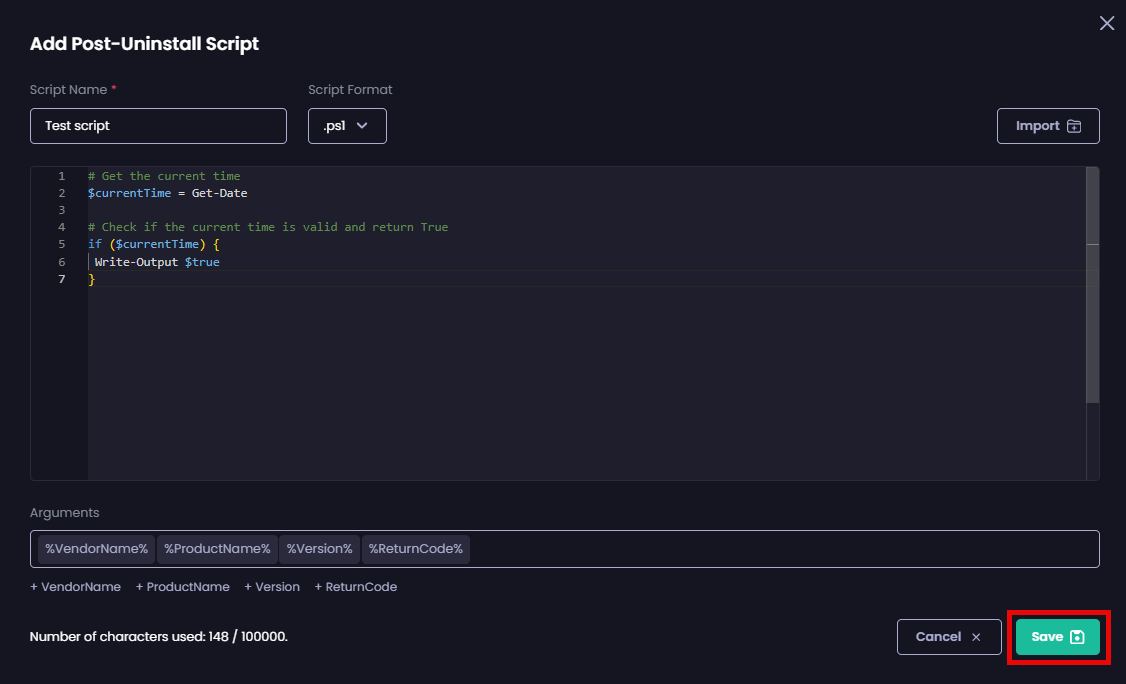 Add Post-Uninstall Script
Script Name *
Script Format
Test script
.ps1
Import
1 # Get the current time
2 $currentTime = Get-Date
3
4 # Check if the current time is valid and return True
5 if ($currentTime) {
6 Write-Output $true
7 }
Arguments
%VendorName% %ProductName% %Version% %ReturnCode%
+ VendorName + ProductName + Version + ReturnCode
Number of characters used: 148 / 100000.
Cancel
Save